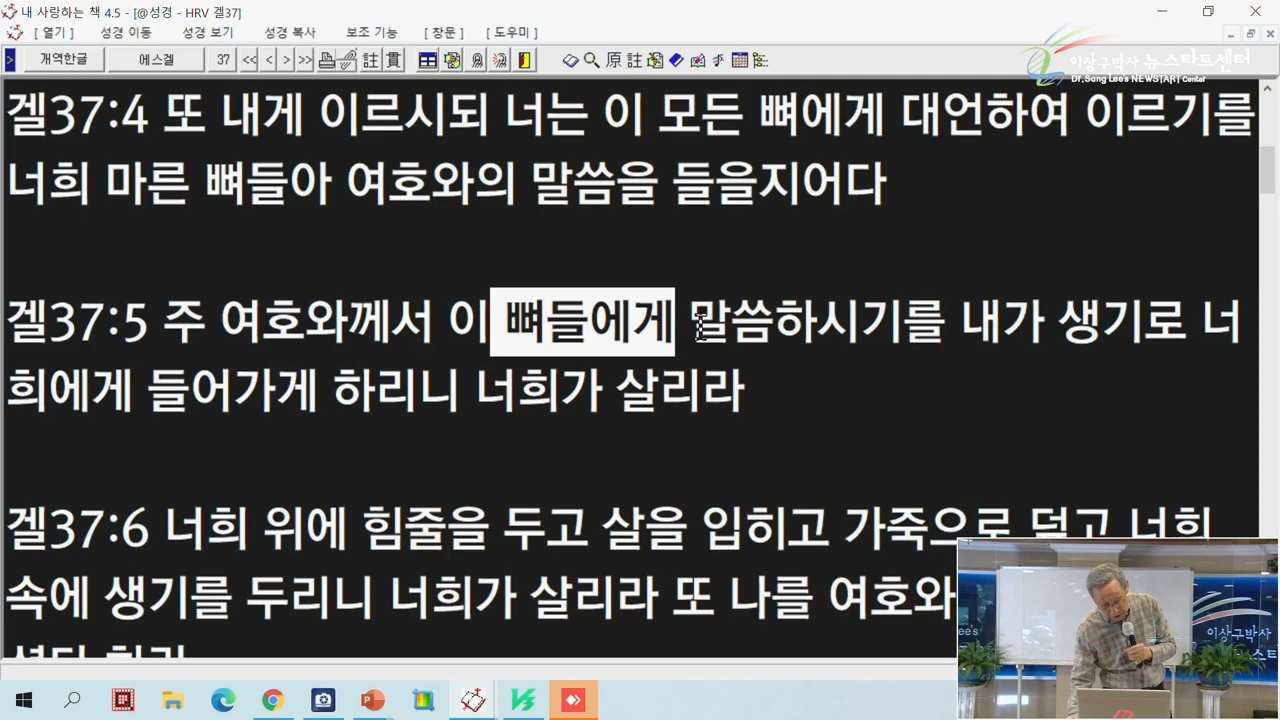 내 사랑하는 책 4.5 - [@성경 - HRV 겔37]
[ 열기 ] 성경 이동 성경 보기 성경 복사 보조 기능 [ 창문 ] [ 도우미 ]
개역한글 에스겔 37 << < > >> 註 貫 原 註
이상구박사 뉴스타트센터
Dr.Sang Lee's NEWSTART Center
겔37:4 또 내게 이르시되 너는 이 모든 뼈에게 대언하여 이르기를
너희 마른 뼈들아 여호와의 말씀을 들을지어다
겔37:5 주 여호와께서 이 뼈들에게 말씀하시기를 내가 생기로 너
희에게 들어가게 하리니 너희가 살리라
겔37:6 너희 위에 힘줄을 두고 살을 입히고 가죽으로 덮고 너희
속에 생기를 두리니 너희가 살리라 또 나를 여호와
이상구박사